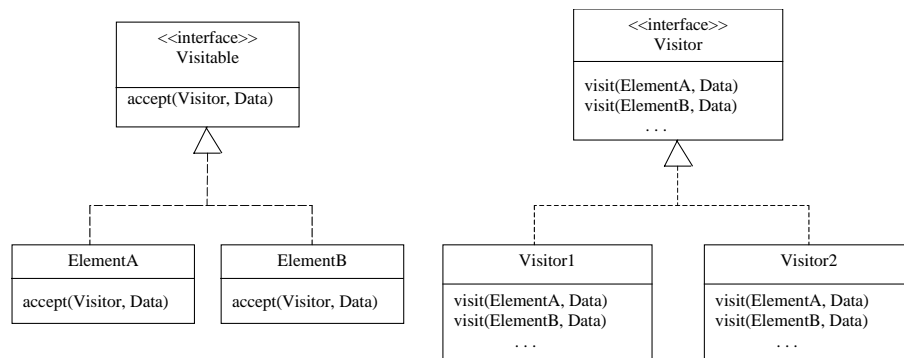 <<interface>>
Visitable
accept(Visitor, Data)
<<interface>>
Visitor
visit(ElementA, Data)
visit(ElementB, Data)
. . .
ElementA
accept(Visitor, Data)
ElementB
accept(Visitor, Data)
Visitor1
visit(ElementA, Data)
visit(ElementB, Data)
. . .
Visitor2
visit(ElementA, Data)
visit(ElementB, Data)
. . .